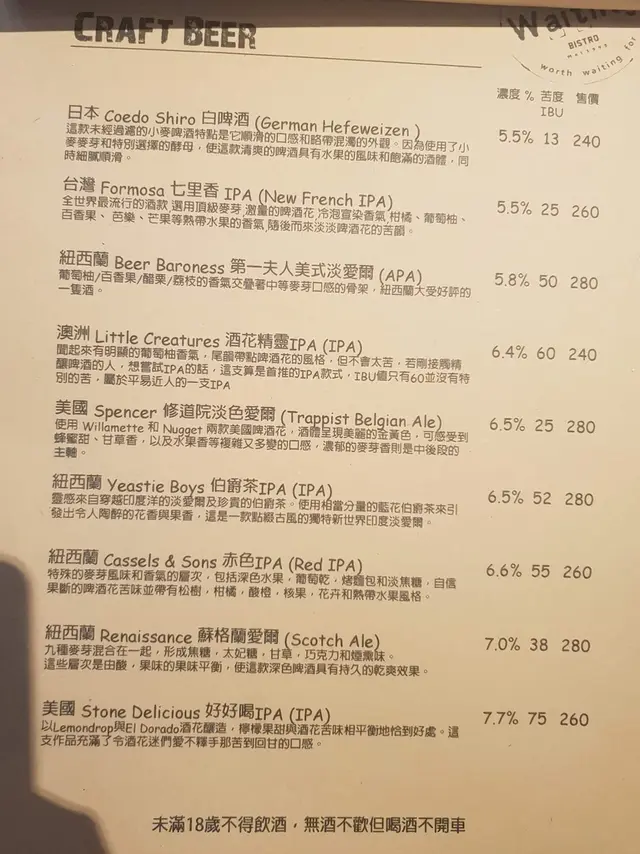 CRAFT BEER
Waiting
BISTRO
worth waiting for
濃度 % 苦度 售價
IBU
日本 Coedo Shiro 白啤酒 (German Hefeweizen )
5.5% 13 240
這款未經過濾的小麥啤酒特點是它順滑的口感和略帶混濁的外觀。因為使用了小
麥麥芽和特別選擇的酵母，使這款清爽的啤酒具有水果的風味和飽滿的酒體，同
時細膩順滑。
台灣 Formosa 七里香 IPA (New French IPA)
5.5% 25 260
全世界最流行的酒款,選用頂級麥芽,激量的啤酒花,冷泡宣染香氣,柑橘、葡萄柚、
百香果、 芭樂、芒果等熱帶水果的香氣,隨後而來淡淡啤酒花的苦韻。
紐西蘭 Beer Baroness 第一夫人美式淡愛爾 (APA)
5.8% 50 280
葡萄柚/百香果/醋栗/荔枝的香氣交疊著中等麥芽口感的骨架，紐西蘭大受好評的
一隻酒。
澳洲 Little Creatures 酒花精靈IPA (IPA)
6.4% 60 240
聞起來有明顯的葡萄柚香氣，尾韻帶點啤酒花的風格，但不會太苦，若剛接觸精
釀啤酒的人，想嘗試IPA的話，這支算是首推的IPA款式，IBU值只有60並沒有特
別的苦，屬於平易近人的一支IPA
美國 Spencer 修道院淡色愛爾 (Trappist Belgian Ale)
6.5% 25 280
使用 Willamette 和 Nugget 兩款美國啤酒花，酒體呈現美麗的金黃色，可感受到
蜂蜜甜、甘草香，以及水果香等複雜又多變的口感，濃郁的麥芽香則是中後段的
主軸。
紐西蘭 Yeastie Boys 伯爵茶IPA (IPA)
6.5% 52 280
靈感來自穿越印度洋的淡愛爾及珍貴的伯爵茶。使用相當分量的藍花伯爵茶來引
發出令人陶醉的花香與果香，這是一款點綴古風的獨特新世界印度淡愛爾。
紐西蘭 Cassels & Sons 赤色IPA (Red IPA)
6.6% 55 260
特殊的麥芽風味和香氣的層次，包括深色水果，葡萄乾，烤麵包和淡焦糖，自信
果斷的啤酒花苦味並帶有松樹，柑橘，酸橙，核果，花卉和熱帶水果風格。
紐西蘭 Renaissance 蘇格蘭愛爾 (Scotch Ale)
7.0% 38 280
九種麥芽混合在一起，形成焦糖，太妃糖，甘草，巧克力和煙燻味。
這些層次是由酸，果味的果味平衡，使這款深色啤酒具有持久的乾爽效果。
美國 Stone Delicious 好好喝IPA (IPA)
7.7% 75 260
以Lemondrop與El Dorado酒花釀造，檸檬果甜與酒花苦味相平衡地恰到好處。這
支作品充滿了令酒花迷們愛不釋手那苦到回甘的口感。
未滿18歲不得飲酒，無酒不歡但喝酒不開車